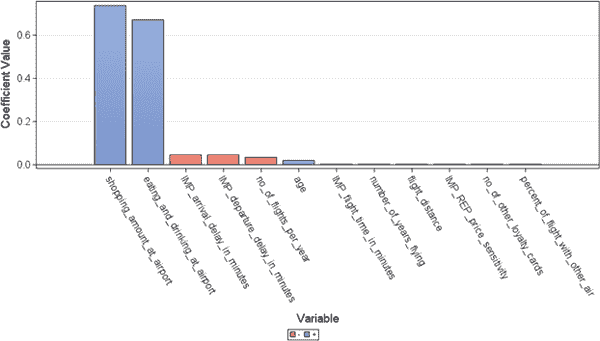 Coefficient Value
0.6
0.4
0.2
0.0
shopping_amount_at_airport
eating_and_drinking_at_airport
IMP_arrival_delay_in_minutes
IMP_departure_delay_in_minutes
no_of_flights_per_year
age
IMP_flight_time_in_minutes
number_of_years_flying
flight_distance
IMP_REP_price_sensitivity
no_of_other_loyalty_cards
percent_of_flight_with_other_air
Variable
- +